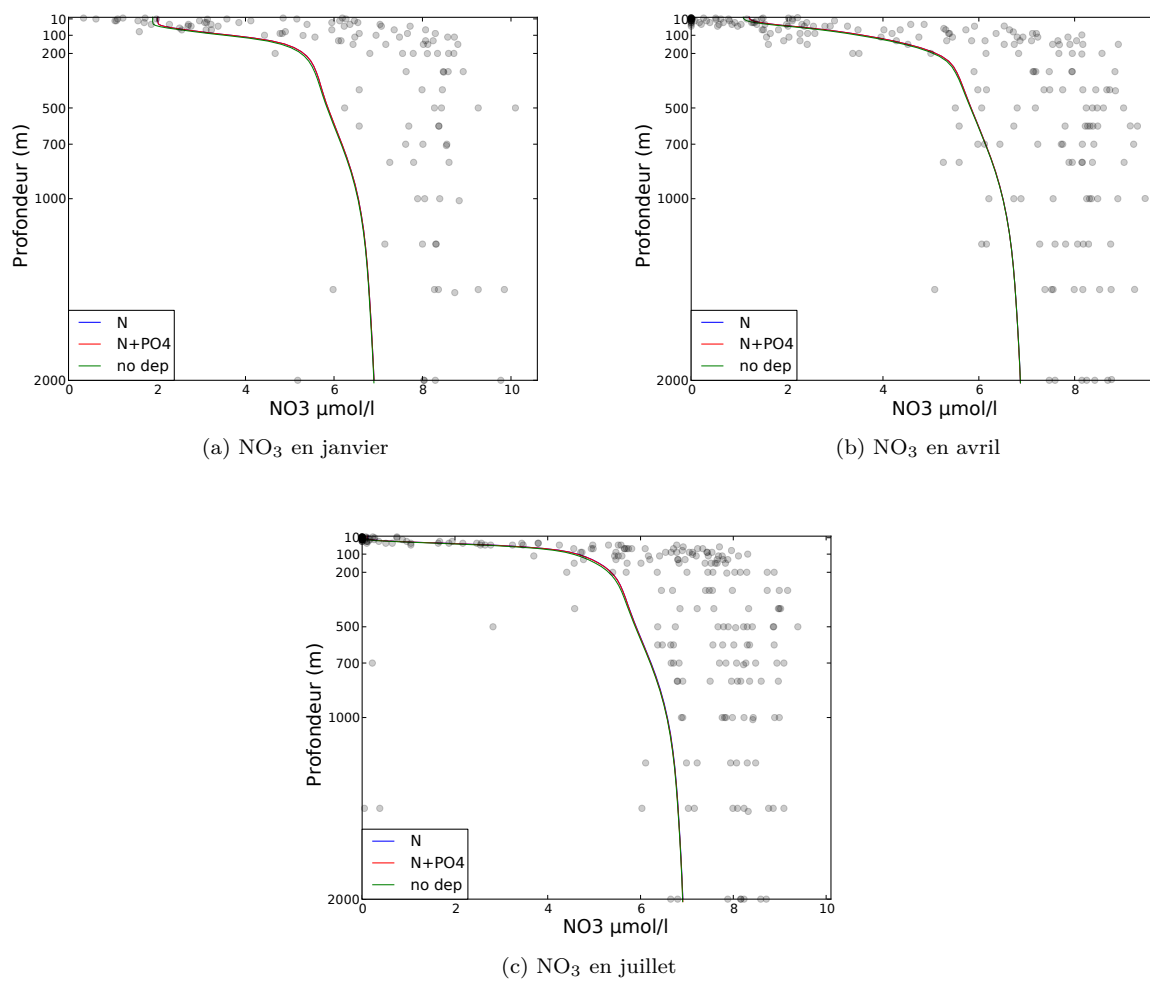 10
100
200
500
700
1000
2000
Profondeur (m)
N
N+PO4
no dep
0 2 4 6 8 10
NO3 µmol/l
(a) NO₃ en janvier
10
100
200
500
700
1000
2000
Profondeur (m)
N
N+PO4
no dep
0 2 4 6 8
NO3 µmol/l
(b) NO₃ en avril
10
100
200
500
700
1000
2000
Profondeur (m)
N
N+PO4
no dep
0 2 4 6 8 10
NO3 µmol/l
(c) NO₃ en juillet